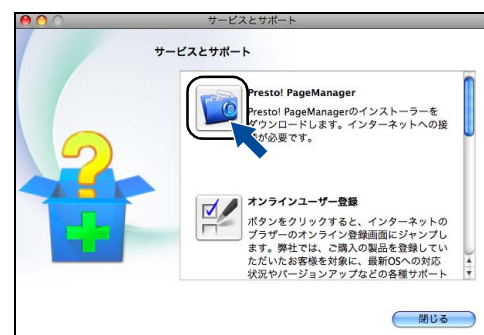 サービスとサポート
サービスとサポート
Presto! PageManager
Presto! PageManagerのインストーラーを
ダウンロードします。インターネットへの接
が必要です。
オンラインユーザー登録
ボタンをクリックすると、インターネットの
ブラザーのオンライン登録画面にジャンプし
ます。弊社では、ご購入の製品を登録してい
ただいたお客様を対象に、最新OSへの対応
状況やバージョンアップなどの各種サポート
閉じる